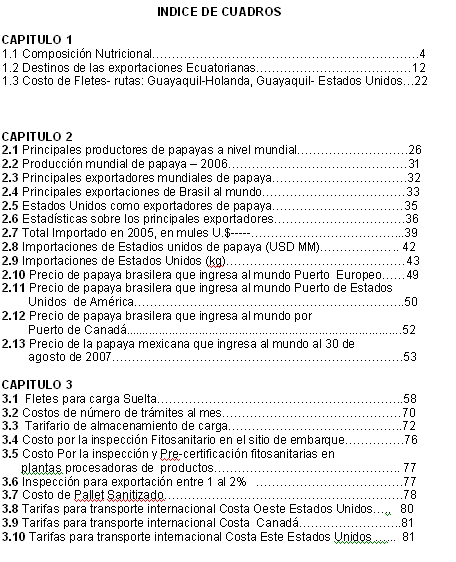 INDICE DE CUADROS
CAPITULO 1
1.1 Composición Nutricional……………………………………………………4
1.2 Destinos de las exportaciones Ecuatorianas………………………………12
1.3 Costo de Fletes- rutas: Guayaquil-Holanda, Guayaquil- Estados Unidos…22
CAPITULO 2
2.1 Principales productores de papayas a nivel mundial……………………26
2.2 Producción mundial de papaya – 2006……………………………………31
2.3 Principales exportadores mundiales de papaya…………………………32
2.4 Principales exportaciones de Brasil al mundo……………………………33
2.5 Estados Unidos como exportadores de papaya…………………………35
2.6 Estadísticas sobre los principales exportadores…………………………36
2.7 Total Importado en 2005, en mules U.$-----……………………………39
2.8 Importaciones de Estadios unidos de papaya (USD MM)……………… 42
2.9 Importaciones de Estados Unidos (kg)……………………………………43
2.10 Precio de papaya brasilera que ingresa al mundo Puerto Europeo……49
2.11 Precio de papaya brasilera que ingresa al mundo Puerto de Estados
Unidos de América……………………………………………………50
2.12 Precio de papaya brasilera que ingresa al mundo por
Puerto de Canadá.......................................................................52
2.13 Precio de la papaya mexicana que ingresa al mundo al 30 de
agosto de 2007…………………………………………………………53
CAPITULO 3
3.1 Fletes para carga Suelta……………………………………………………58
3.2 Costos de número de trámites al mes……………………………………70
3.3 Tarifario de almacenamiento de carga……………………………………72
3.4 Costo por la inspección Fitosanitario en el sitio de embarque…………76
3.5 Costo Por la inspección y Pre-certificación fitosanitarias en
plantas procesadoras de productos…………………………………… 77
3.6 Inspección para exportación entre 1 al 2% …………………………77
3.7 Costo de Pallet Sanitizado…………………………………………………78
3.8 Tarifas para transporte internacional Costa Oeste Estados Unidos….. 80
3.9 Tarifas para transporte internacional Costa Canadá……………………81
3.10 Tarifas para transporte internacional Costa Este Estados Unidos…… 81